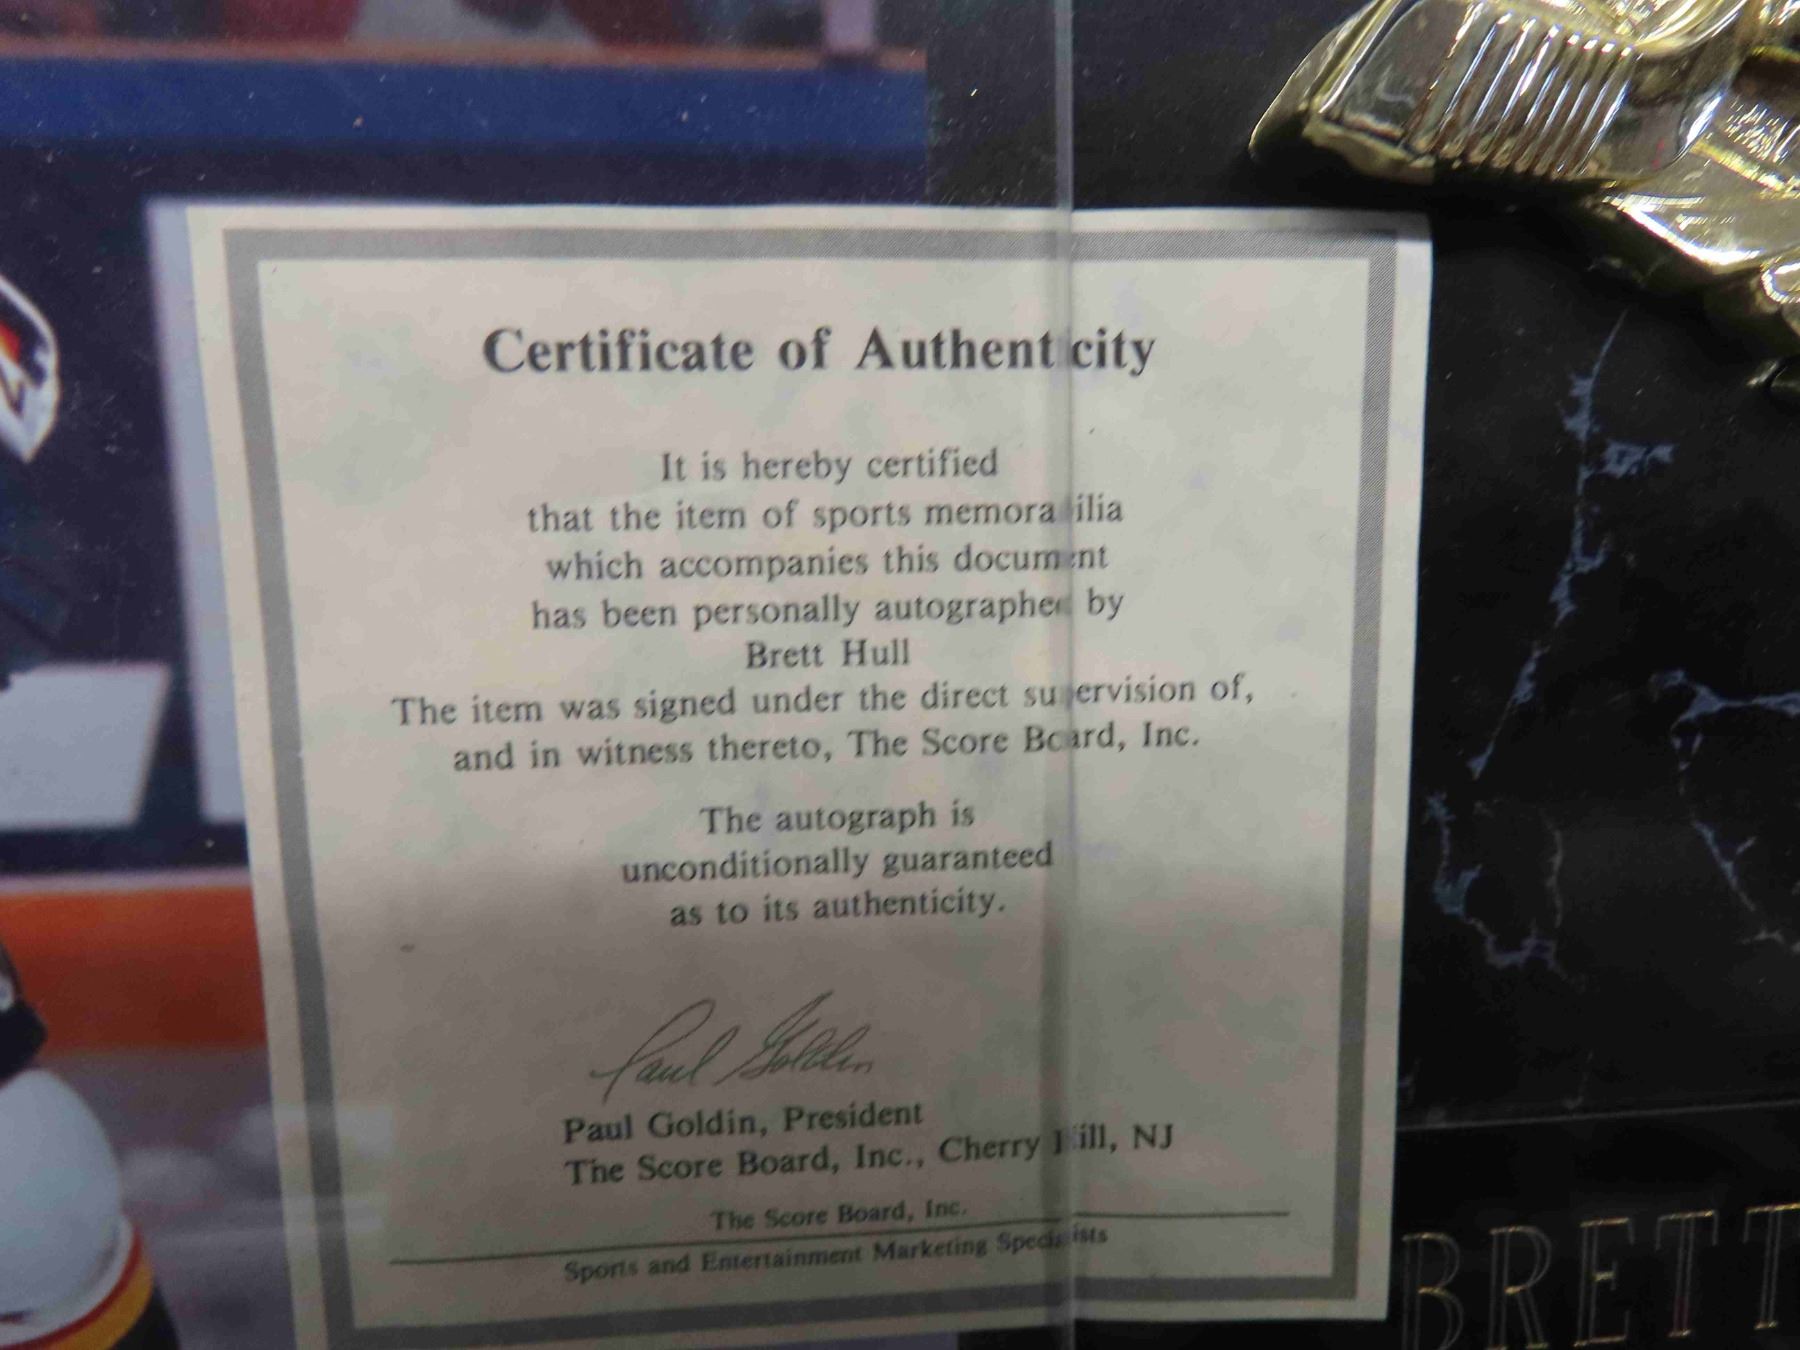 Certificate of Authenticity
It is hereby certified
that the item of sports memorabilia
which accompanies this document
has been personally autographed by
Brett Hull
The item was signed under the direct supervision of,
and in witness thereto, The Score Board, Inc.
The autograph is
unconditionally guaranteed
as to its authenticity.
Paul Goldin
Paul Goldin, President
The Score Board, Inc., Cherry Hill, NJ
The Score Board, Inc.
Sports and Entertainment Marketing Specialists
BRETT